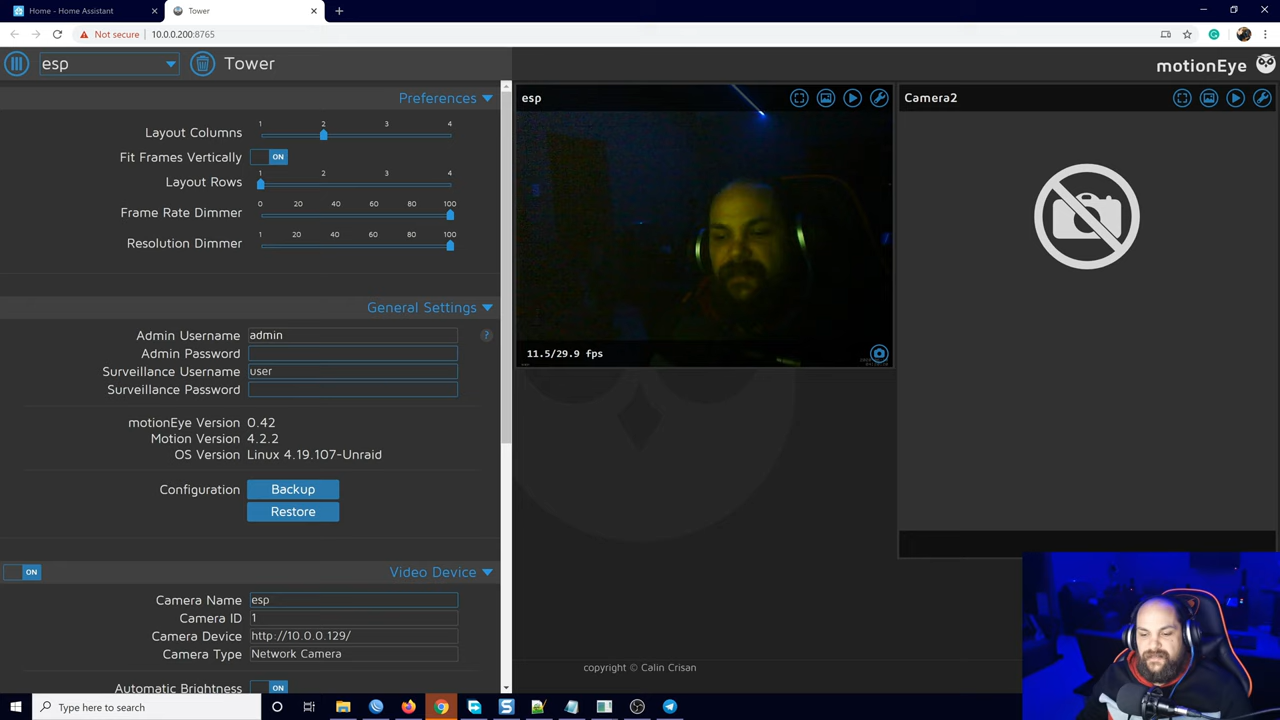 Home - Home Assistant
Tower
Not secure
10.0.0.200:8765
esp
Tower
motionEye
Preferences
Layout Columns
1 2 3 4
Fit Frames Vertically
ON
Layout Rows
1 2 3 4
Frame Rate Dimmer
0 20 40 60 80 100
Resolution Dimmer
1 20 40 60 80 100
General Settings
Admin Username
admin
?
Admin Password
Surveillance Username
user
Surveillance Password
motionEye Version 0.42
Motion Version 4.2.2
OS Version Linux 4.19.107-Unraid
Configuration
Backup
Restore
ON
Video Device
Camera Name
esp
Camera ID
1
Camera Device
http://10.0.0.129/
Camera Type
Network Camera
Automatic Brightness
ON
esp
11.5/29.9 fps
Camera2
copyright © Calin Crisan
Type here to search